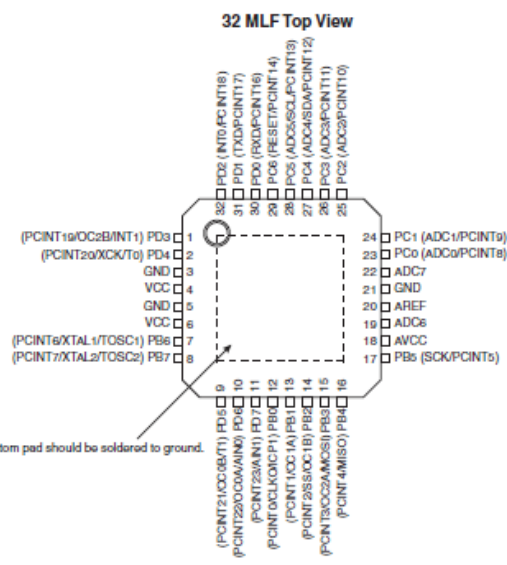 32 MLF Top View
32 PD2 (INT0/PCINT18)
31 PD1 (TXD/PCINT17)
30 PD0 (RXD/PCINT16)
29 PC6 (RESET/PCINT14)
28 PC5 (ADC5/SCL/PCINT13)
27 PC4 (ADC4/SDA/PCINT12)
26 PC3 (ADC3/PCINT11)
25 PC2 (ADC2/PCINT10)
(PCINT19/OC2B/INT1) PD3 1
(PCINT20/XCK/T0) PD4 2
GND 3
VCC 4
GND 5
VCC 6
(PCINT6/XTAL1/TOSC1) PB6 7
(PCINT7/XTAL2/TOSC2) PB7 8
24 PC1 (ADC1/PCINT9)
23 PC0 (ADC0/PCINT8)
22 ADC7
21 GND
20 AREF
19 ADC6
18 AVCC
17 PB5 (SCK/PCINT5)
(PCINT21/OC0B/T1) PD5 9
(PCINT22/OC0A/AIN0) PD6 10
(PCINT23/AIN1) PD7 11
(PCINT0/CLKO/ICP1) PB0 12
(PCINT1/OC1A) PB1 13
(PCINT2/SS/OC1B) PB2 14
(PCINT3/OC2A/MOSI) PB3 15
(PCINT4/MISO) PB4 16
tom pad should be soldered to ground.